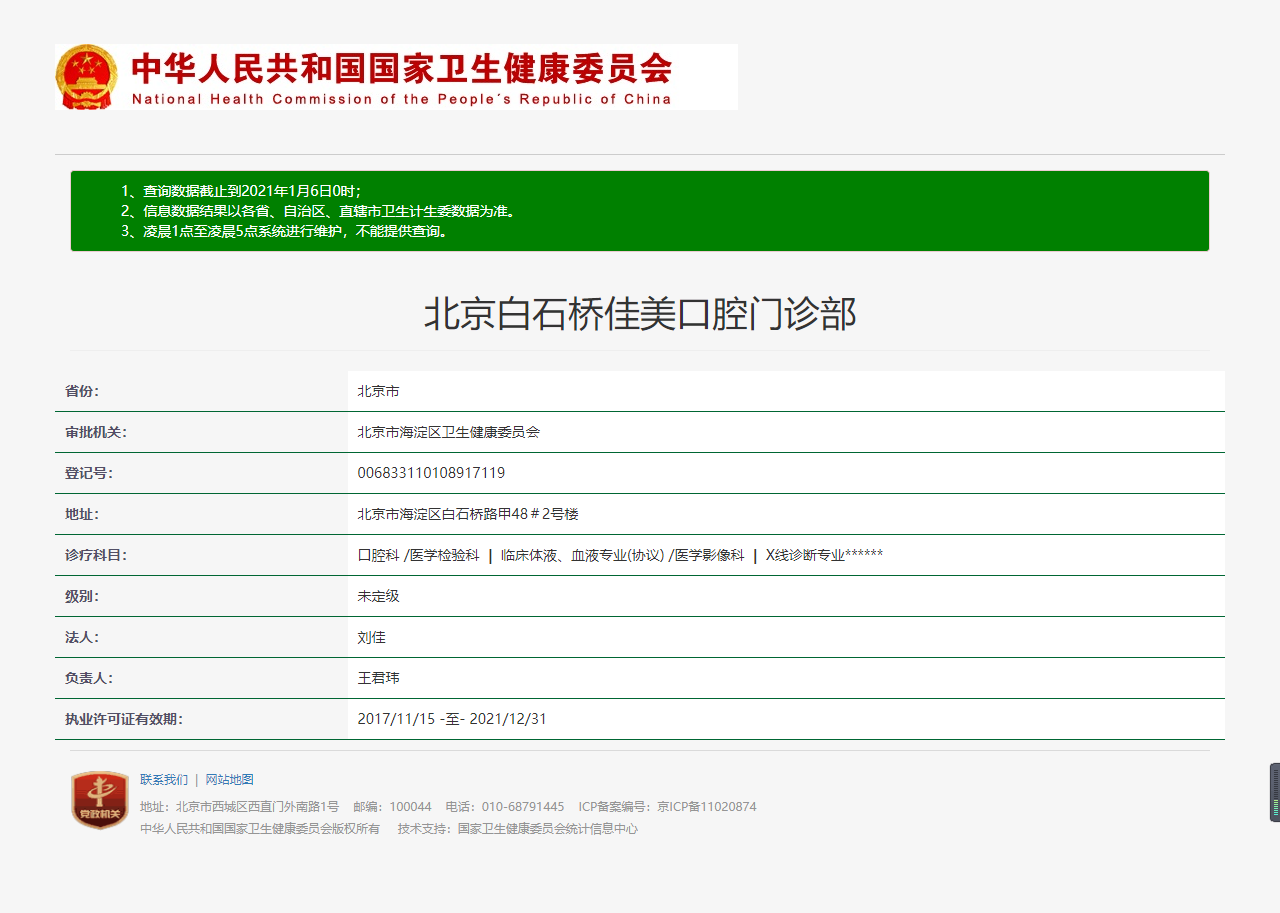 中华人民共和国国家卫生健康委员会
National Health Commission of the People´s Republic of China
1、查询数据截止到2021年1月6日0时；
2、信息数据结果以各省、自治区、直辖市卫生计生委数据为准。
3、凌晨1点至凌晨5点系统进行维护，不能提供查询。
北京白石桥佳美口腔门诊部
省份： 北京市
审批机关： 北京市海淀区卫生健康委员会
登记号： 006833110108917119
地址： 北京市海淀区白石桥路甲48＃2号楼
诊疗科目： 口腔科 /医学检验科 ┃ 临床体液、血液专业(协议) /医学影像科 ┃ X线诊断专业******
级别： 未定级
法人： 刘佳
负责人： 王君玮
执业许可证有效期： 2017/11/15 -至- 2021/12/31
联系我们 | 网站地图
地址：北京市西城区西直门外南路1号 邮编：100044 电话：010-68791445 ICP备案编号：京ICP备11020874
中华人民共和国国家卫生健康委员会版权所有 技术支持：国家卫生健康委员会统计信息中心
党政机关